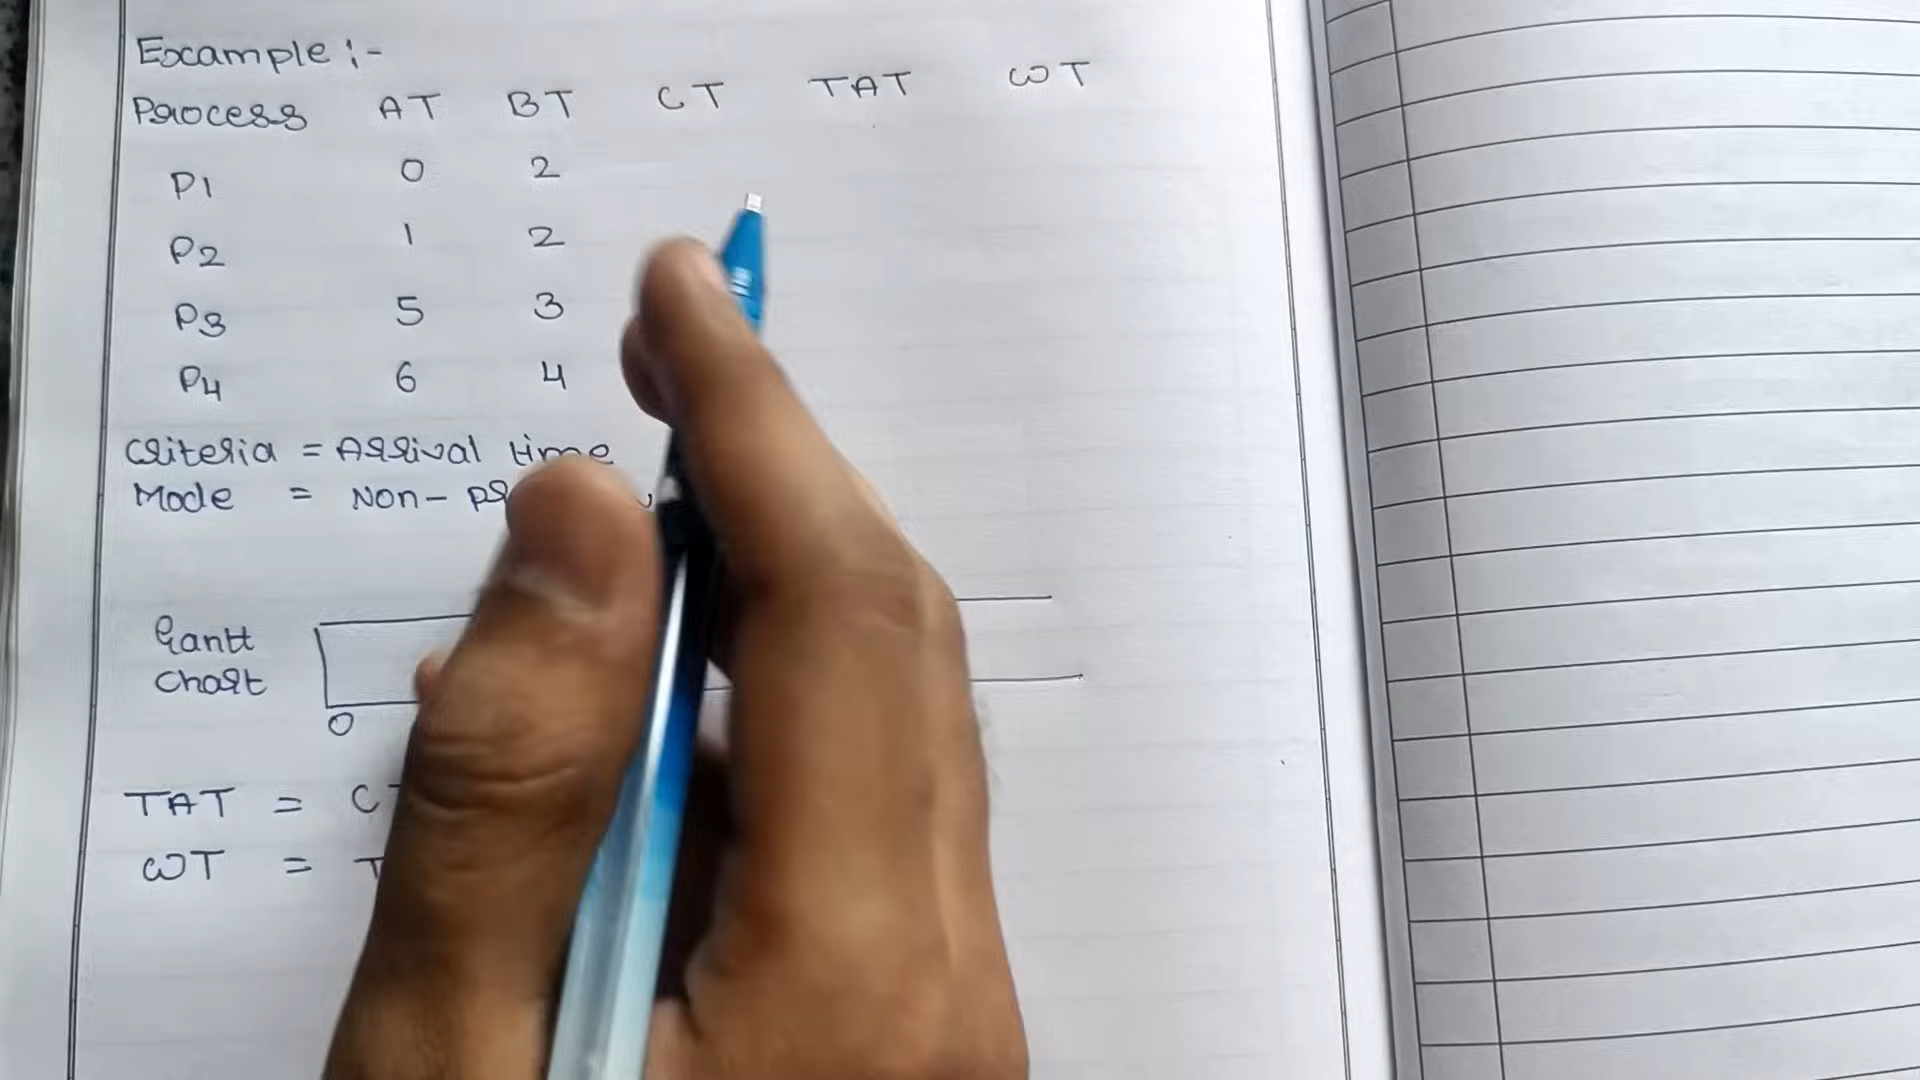 Example :-
Process AT BT CT TAT WT
P1 0 2
P2 1 2
P3 5 3
P4 6 4
Criteria = Arrival time
Mode = Non-
Gantt
Chart
0
TAT = C
WT = T